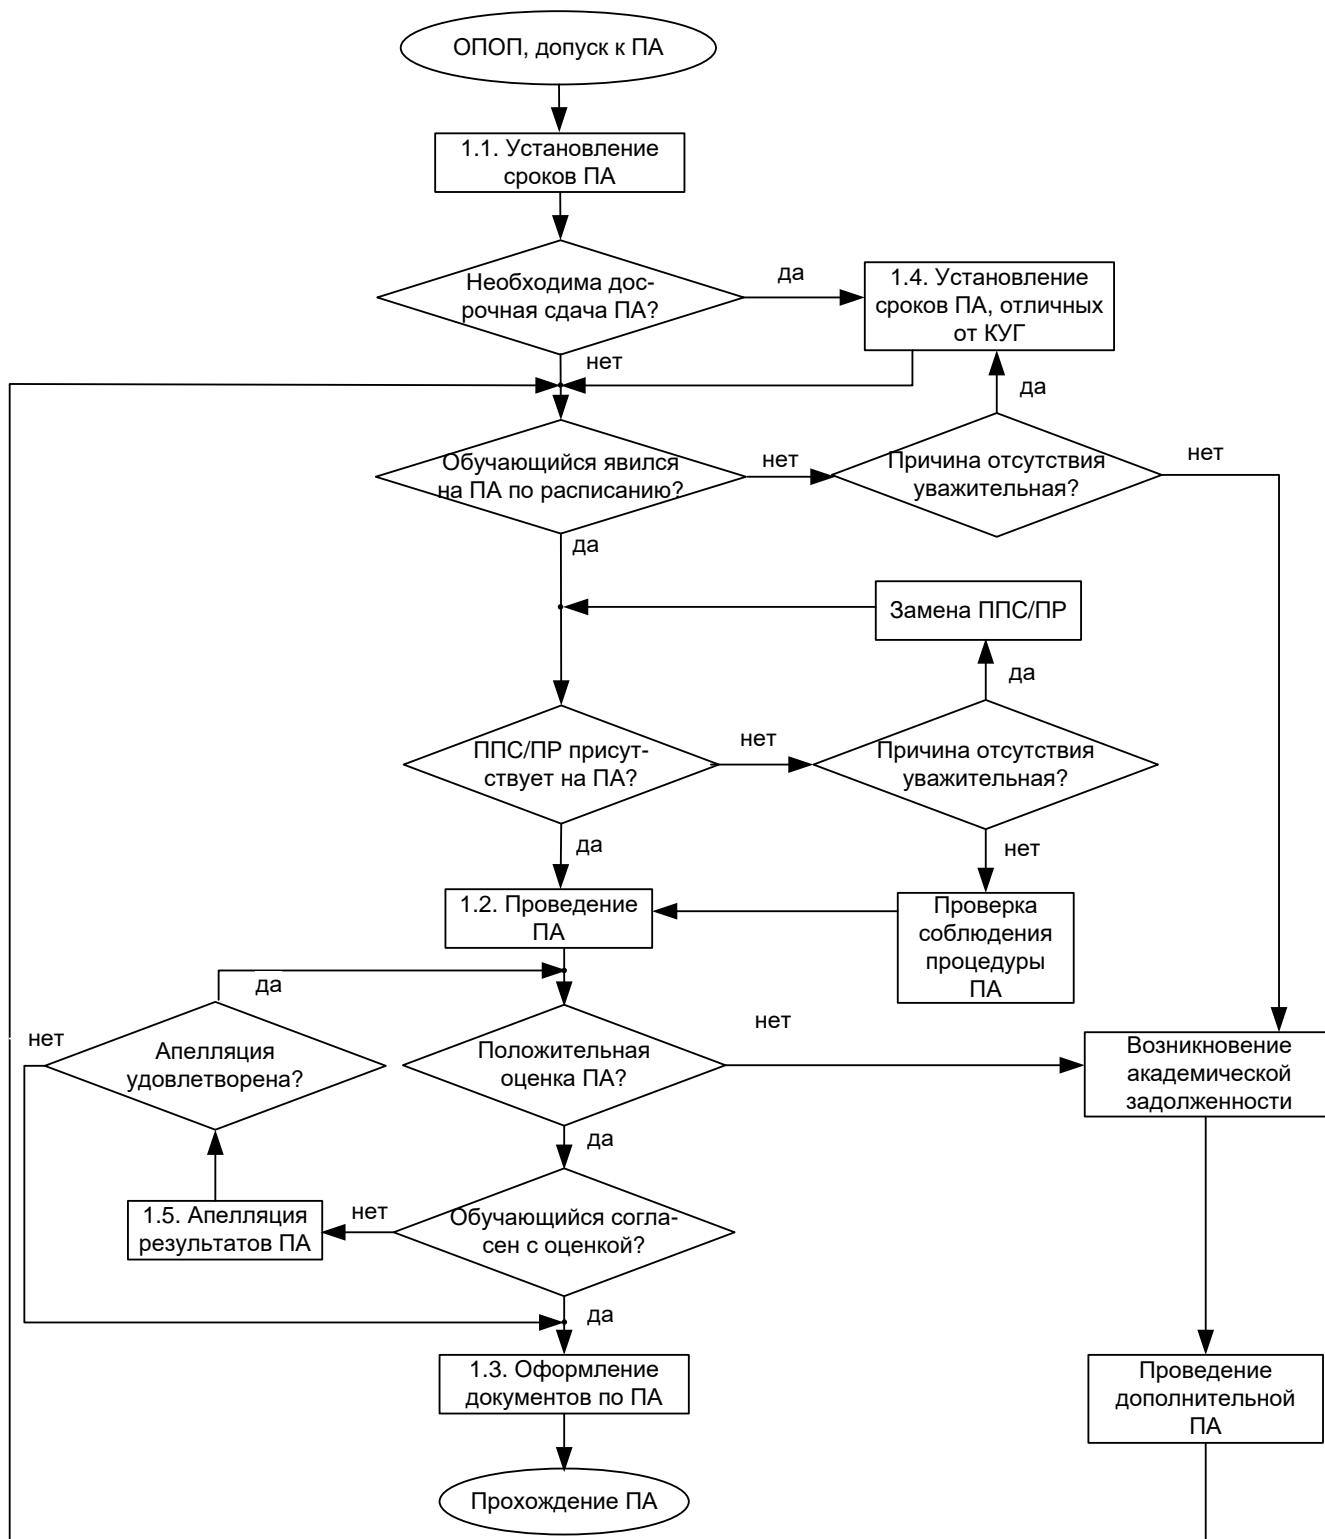 ОПОП, допуск к ПА
1.1. Установление
сроков ПА
Необходима дос-
рочная сдача ПА?
да
1.4. Установление
сроков ПА, отличных
от КУГ
нет
да
Обучающийся явился
на ПА по расписанию?
нет
Причина отсутствия
уважительная?
нет
да
Замена ППС/ПР
да
ППС/ПР присут-
ствует на ПА?
нет
Причина отсутствия
уважительная?
да
нет
1.2. Проведение
ПА
Проверка
соблюдения
процедуры
ПА
да
нет
Апелляция
удовлетворена?
Положительная
оценка ПА?
нет
Возникновение
академической
задолженности
да
1.5. Апелляция
результатов ПА
нет
Обучающийся согла-
сен с оценкой?
да
1.3. Оформление
документов по ПА
Проведение
дополнительной
ПА
Прохождение ПА